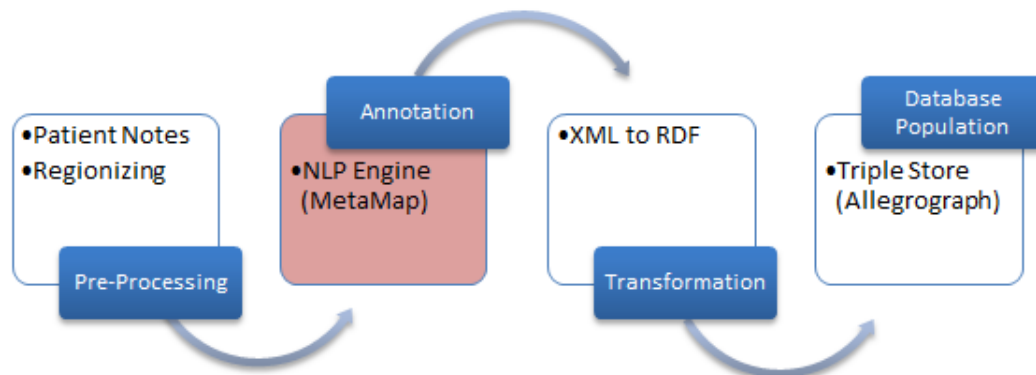 •Patient Notes
•Regionizing
Pre-Processing
Annotation
•NLP Engine
(MetaMap)
•XML to RDF
Transformation
Database
Population
•Triple Store
(Allegrograph)